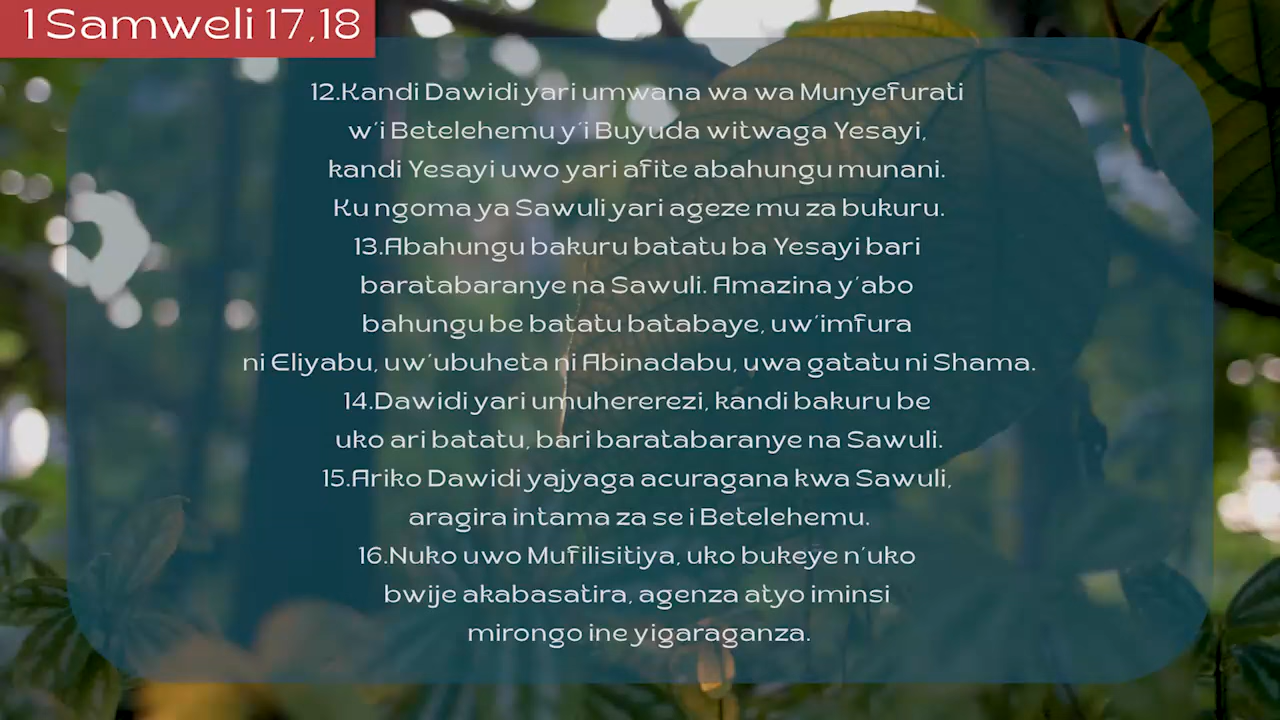 1 Samweli 17,18
12.Kandi Dawidi yari umwana wa wa Munyefurati
w'i Betelehemu y'i Buyuda witwaga Yesayi,
kandi Yesayi uwo yari afite abahungu munani.
Ku ngoma ya Sawuli yari ageze mu za bukuru.
13.Abahungu bakuru batatu ba Yesayi bari
baratabaranye na Sawuli. Amazina y'abo
bahungu be batatu batabaye, uw'imfura
ni Eliyabu, uw'ubuheta ni Abinadabu, uwa gatatu ni Shama.
14.Dawidi yari umuhererezi, kandi bakuru be
uko ari batatu, bari baratabaranye na Sawuli.
15.Ariko Dawidi yajyaga acuragana kwa Sawuli,
aragira intama za se i Betelehemu.
16.Nuko uwo Mufilisitiya, uko bukeye n'uko
bwije akabasatira, agenza atyo iminsi
mirongo ine yigaraganza.